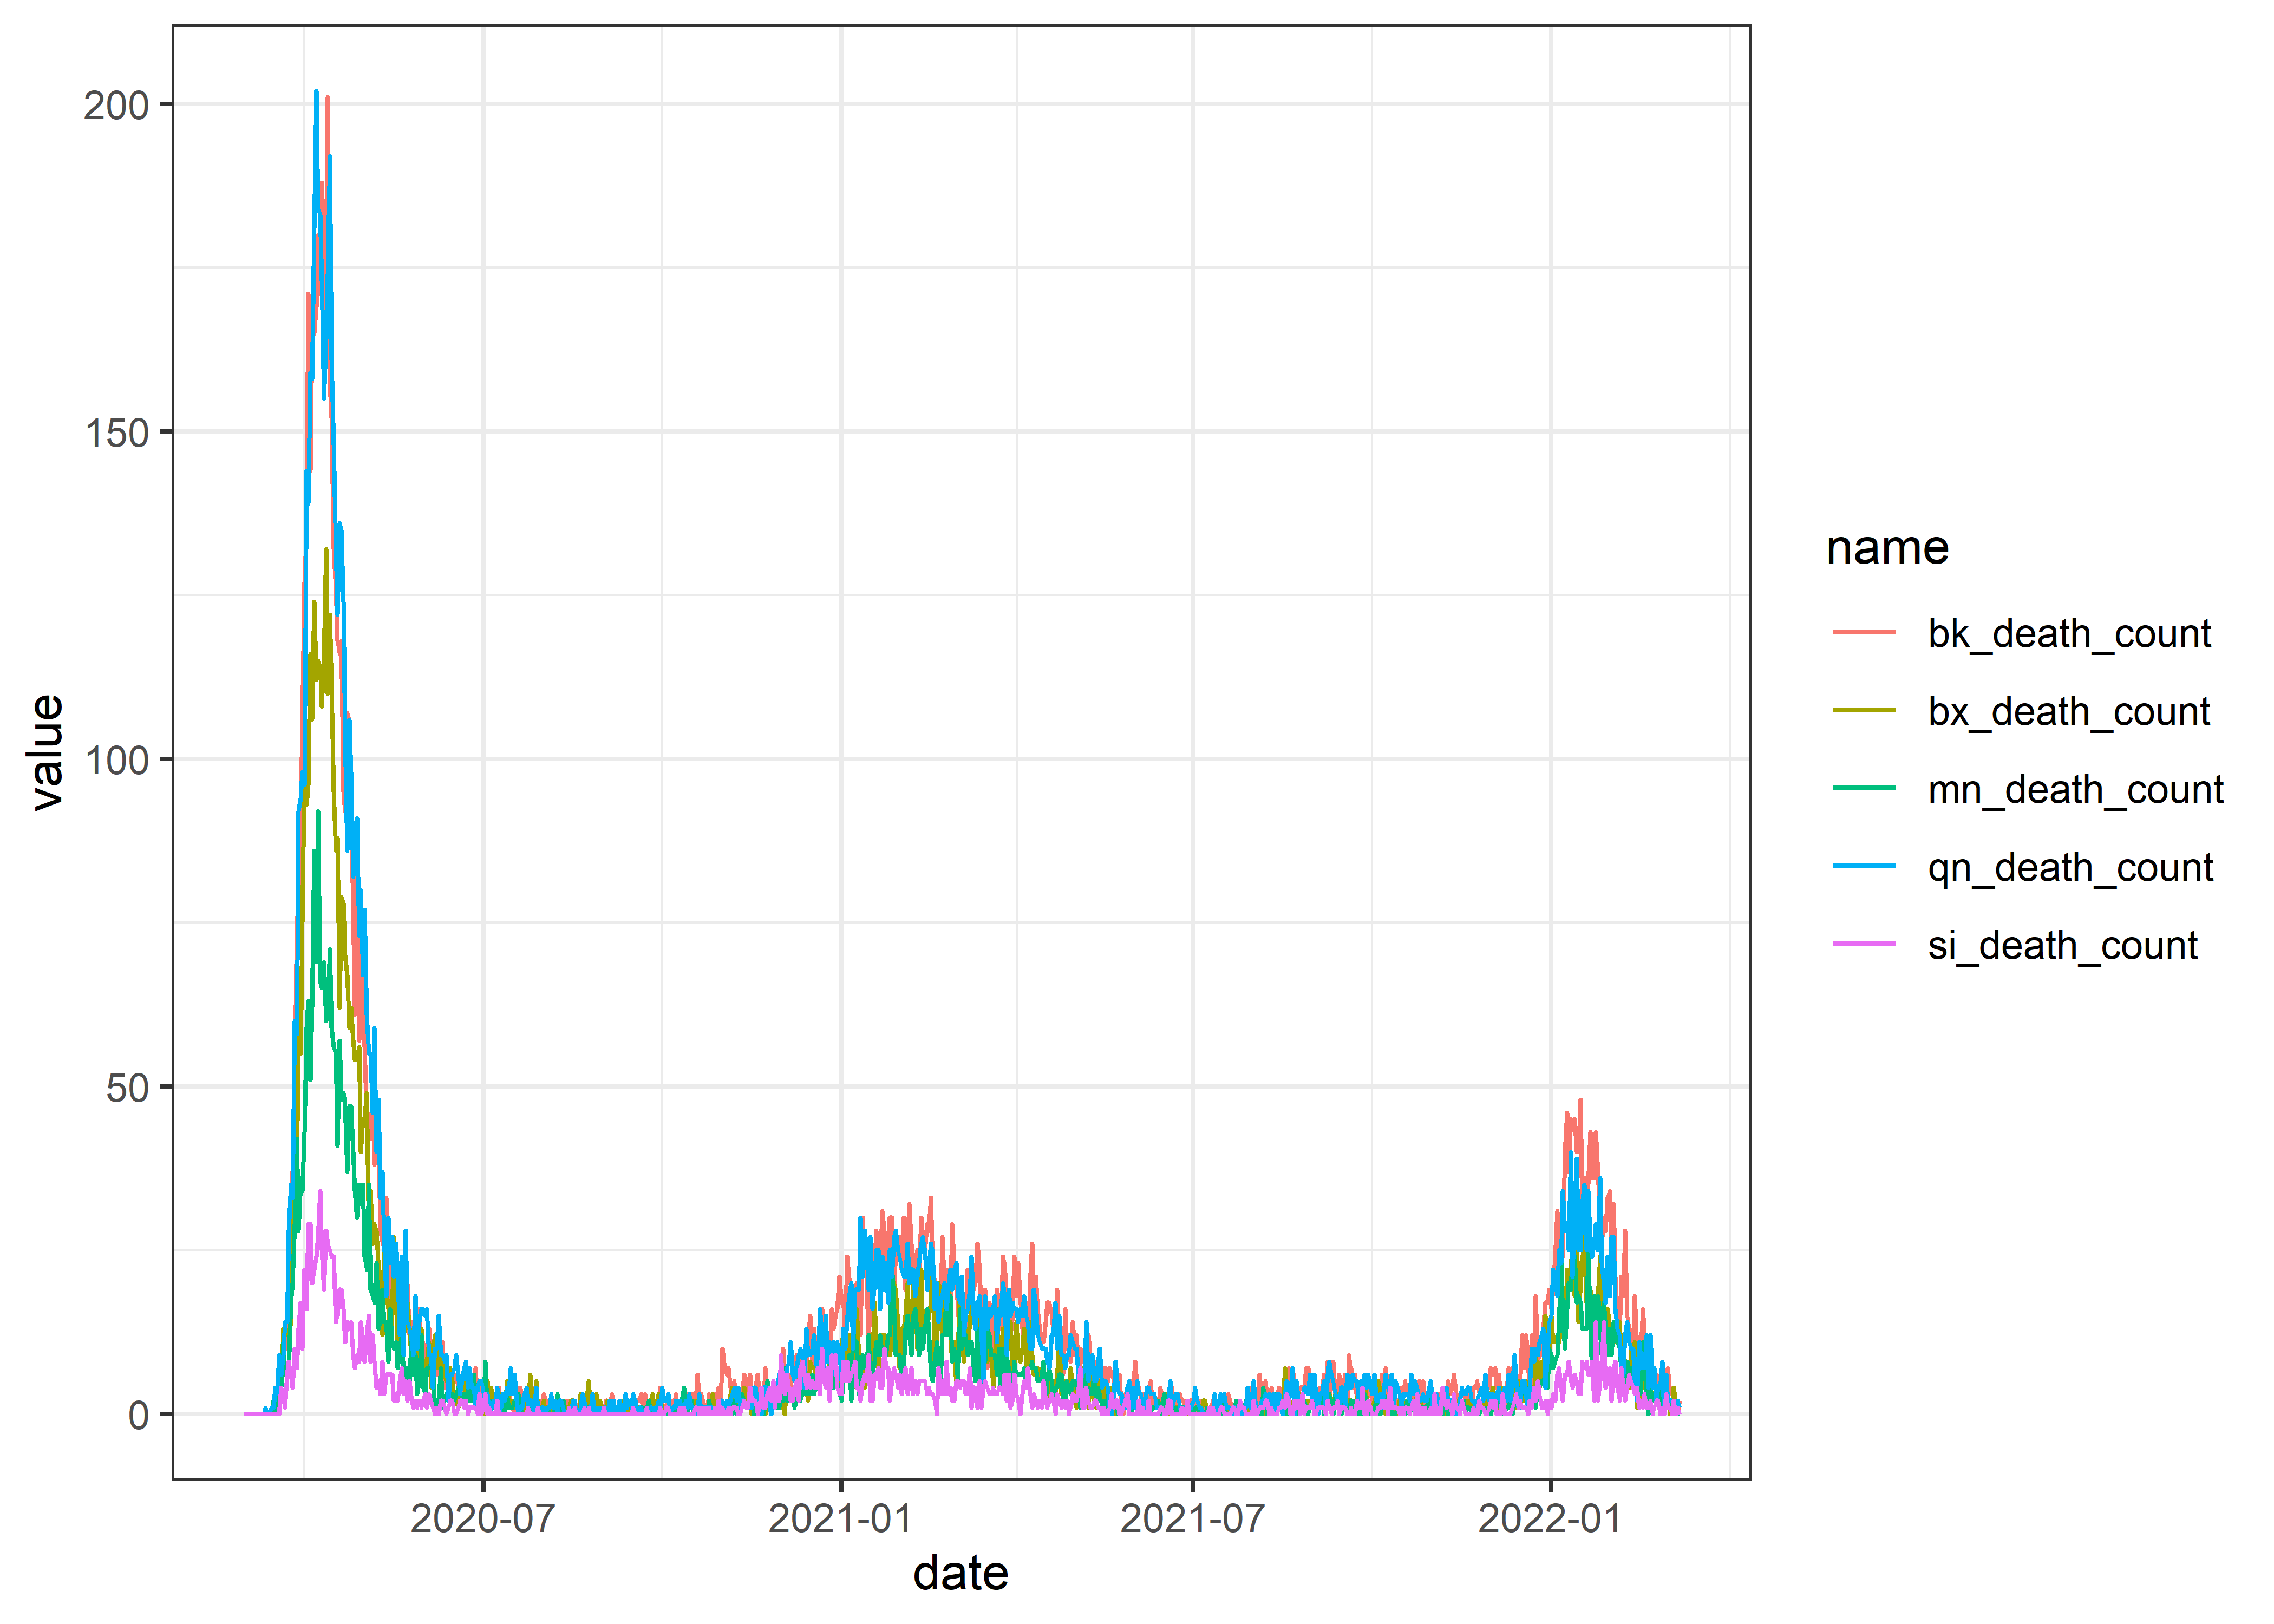 200
150
100
50
0
value
2020-07
2021-01
2021-07
2022-01
date
name
bk_death_count
bx_death_count
mn_death_count
qn_death_count
si_death_count